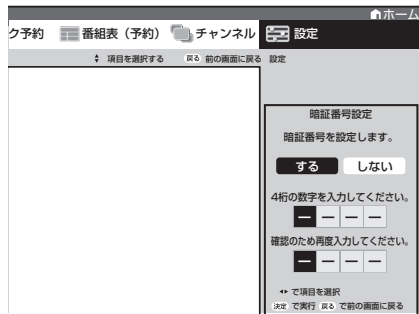 ホーム
ク予約 番組表（予約） チャンネル 設定
項目を選択する 戻る 前の画面に戻る 設定
暗証番号設定
暗証番号を設定します。
する しない
4桁の数字を入力してください。
－ － － －
確認のため再度入力してください。
－ － － －
で項目を選択
決定 で実行 戻る で前の画面に戻る